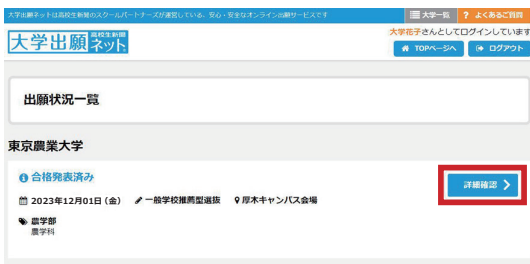 大学出願ネットは高校生新聞のスクールパートナーズが運営している、安心・安全なオンライン出願サービスです
大学一覧
? よくあるご質問
大学出願ネット 高校生新聞
大学花子さんとしてログインしています
TOPページへ
ログアウト
出願状況一覧
東京農業大学
合格発表済み
詳細確認
2023年12月01日（金） 一般学校推薦型選抜 厚木キャンパス会場
農学部
農学科